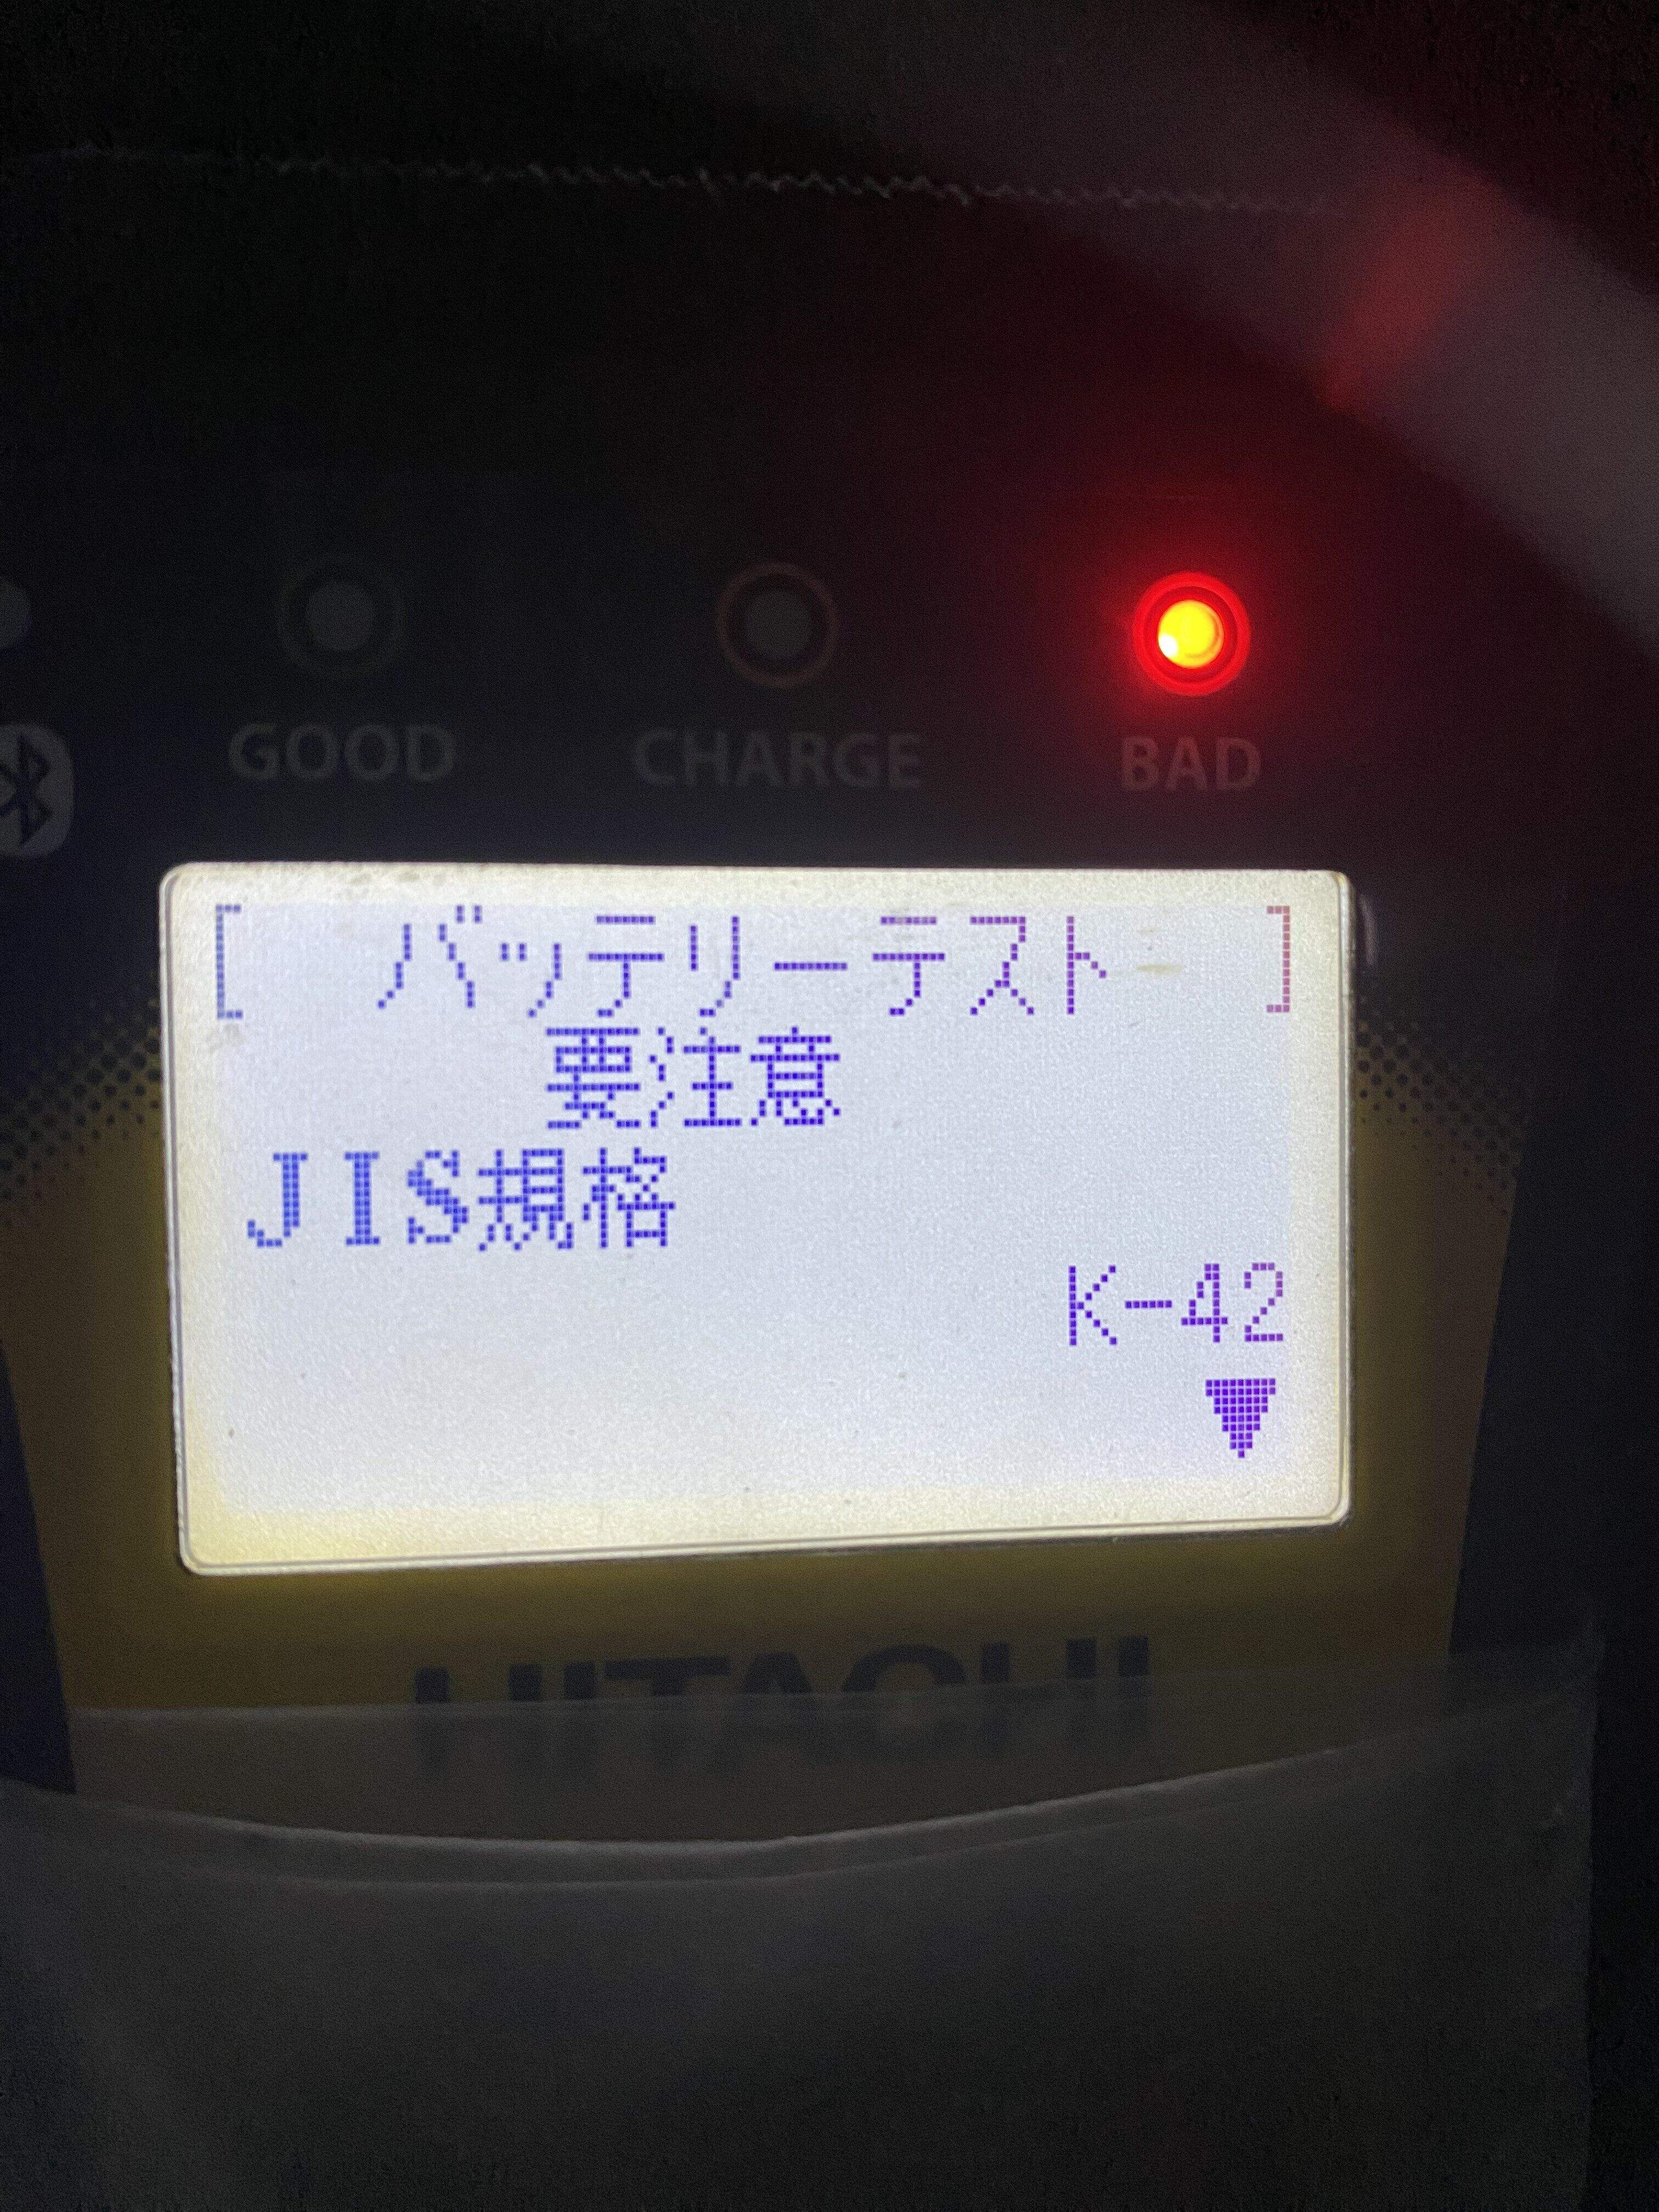 GOOD CHARGE BAD
[ バッテリーテスト ]
要注意
JIS規格
K-42
▼
HITACHI